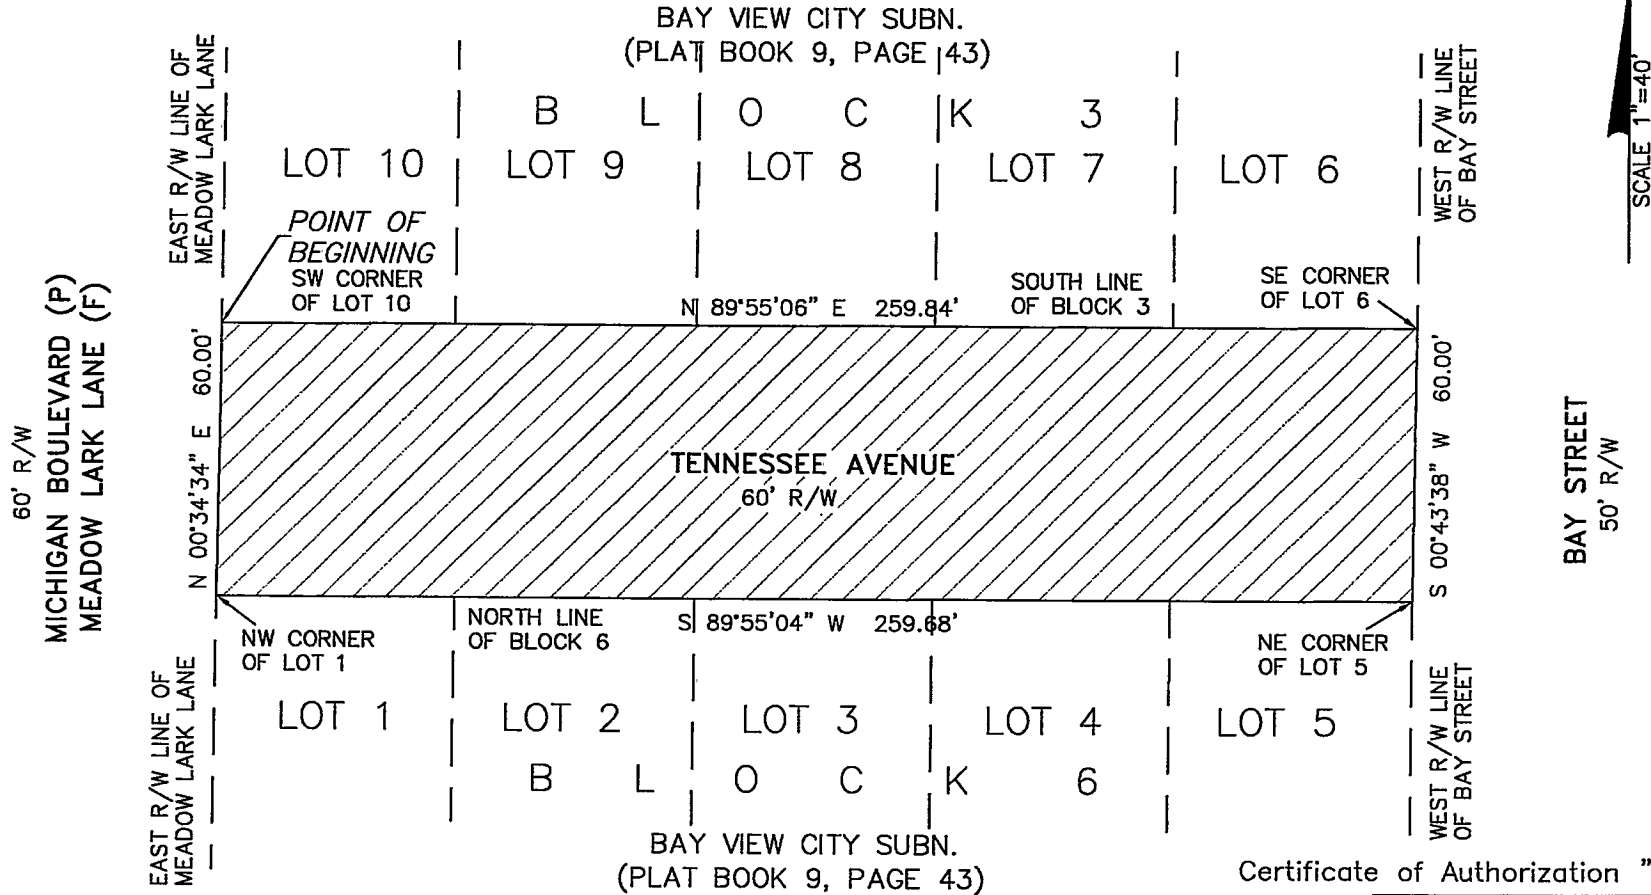 BAY VIEW CITY SUBN.
(PLAT BOOK 9, PAGE 43)
EAST R/W LINE OF
MEADOW LARK LANE
WEST R/W LINE
OF BAY STREET
SCALE 1"=40'
B L O C K 3
LOT 10 LOT 9 LOT 8 LOT 7 LOT 6
POINT OF
BEGINNING
SW CORNER
OF LOT 10
N 89°55'06" E 259.84'
SOUTH LINE
OF BLOCK 3
SE CORNER
OF LOT 6
60' R/W
MICHIGAN BOULEVARD (P)
MEADOW LARK LANE (F)
N 00°34'34" E 60.00'
TENNESSEE AVENUE
60' R/W
S 00°43'38" W 60.00'
BAY STREET
50' R/W
NW CORNER
OF LOT 1
NORTH LINE
OF BLOCK 6
S 89°55'04" W 259.68'
NE CORNER
OF LOT 5
EAST R/W LINE OF
MEADOW LARK LANE
LOT 1 LOT 2 LOT 3 LOT 4 LOT 5
B L O C K 6
WEST R/W LINE
OF BAY STREET
BAY VIEW CITY SUBN.
(PLAT BOOK 9, PAGE 43)
Certificate of Authorization "